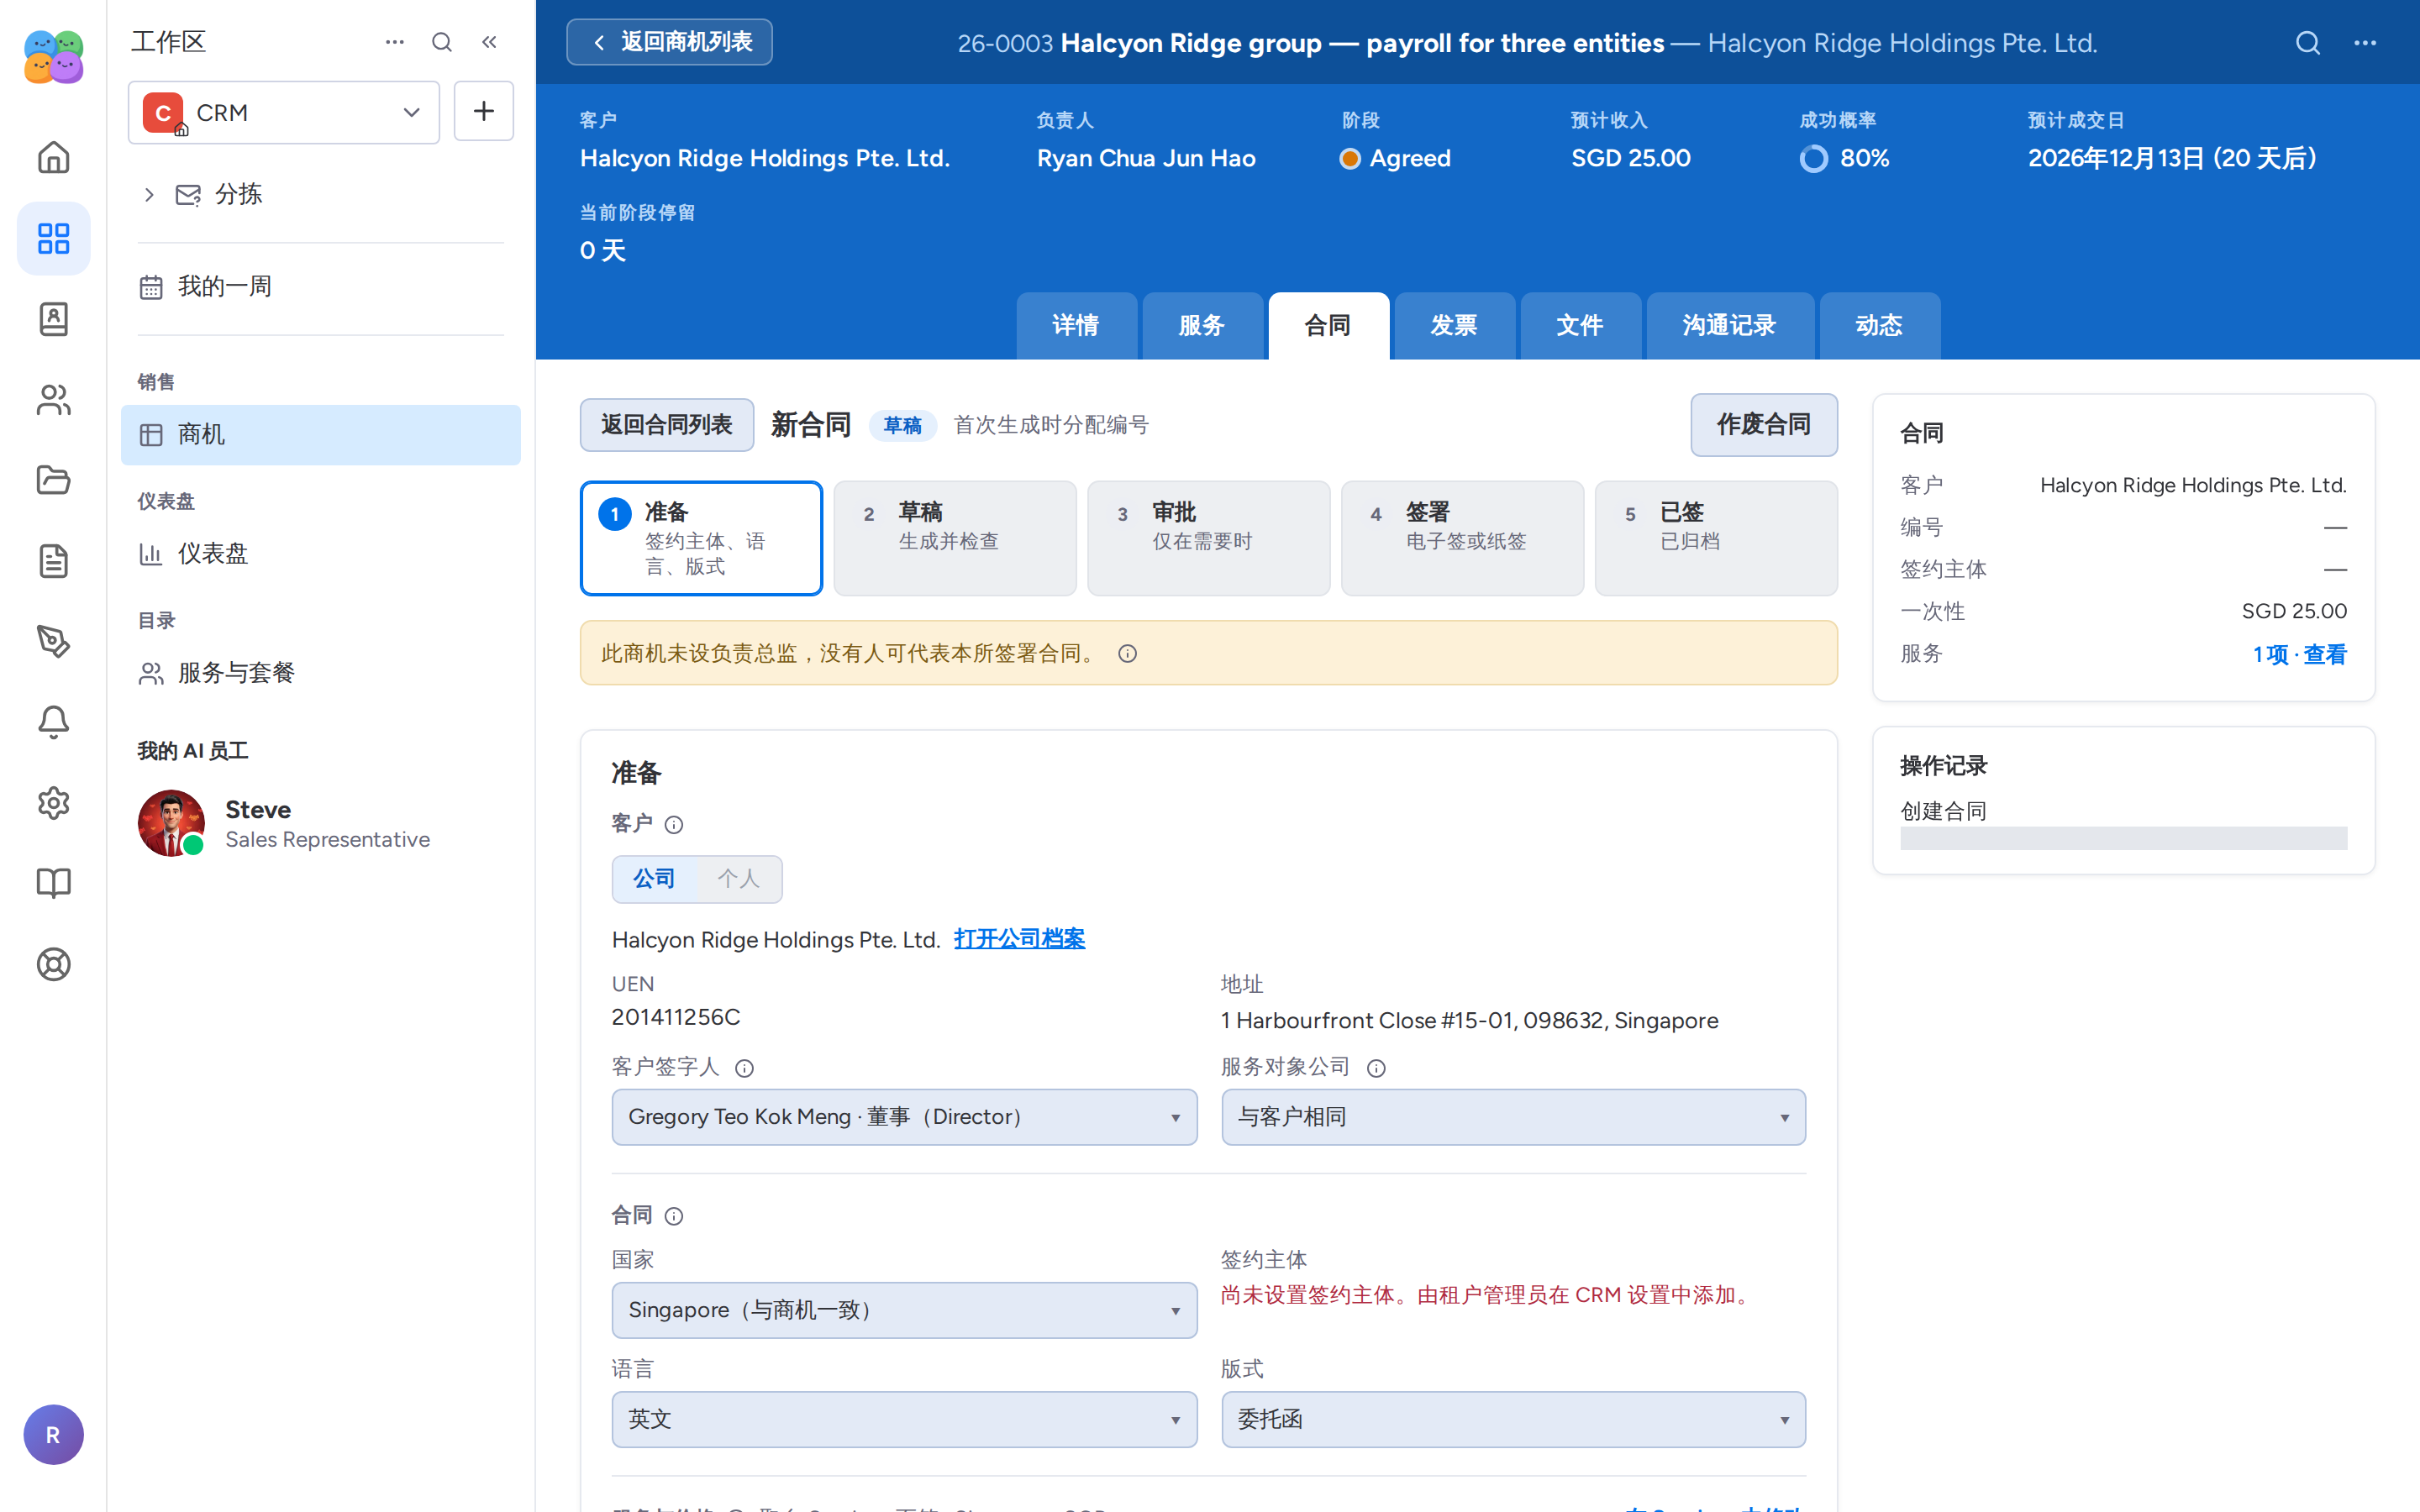 工作区
C CRM
分拣
我的一周
销售
商机
仪表盘
仪表盘
目录
服务与套餐
我的 AI 员工
Steve
Sales Representative
R
返回商机列表
26-0003 Halcyon Ridge group — payroll for three entities — Halcyon Ridge Holdings Pte. Ltd.
客户
Halcyon Ridge Holdings Pte. Ltd.
负责人
Ryan Chua Jun Hao
阶段
Agreed
预计收入
SGD 25.00
成功概率
80%
预计成交日
2026年12月13日 (20 天后)
当前阶段停留
0 天
详情
服务
合同
发票
文件
沟通记录
动态
返回合同列表
新合同
草稿
首次生成时分配编号
作废合同
1 准备
签约主体、语
言、版式
2 草稿
生成并检查
3 审批
仅在需要时
4 签署
电子签或纸签
5 已签
已归档
此商机未设负责总监，没有人可代表本所签署合同。
准备
客户
公司
个人
Halcyon Ridge Holdings Pte. Ltd. 打开公司档案
UEN
201411256C
地址
1 Harbourfront Close #15-01, 098632, Singapore
客户签字人
Gregory Teo Kok Meng · 董事（Director）
服务对象公司
与客户相同
合同
国家
Singapore（与商机一致）
签约主体
尚未设置签约主体。由租户管理员在 CRM 设置中添加。
语言
英文
版式
委托函
合同
客户 Halcyon Ridge Holdings Pte. Ltd.
编号 —
签约主体 —
一次性 SGD 25.00
服务 1 项 · 查看
操作记录
创建合同